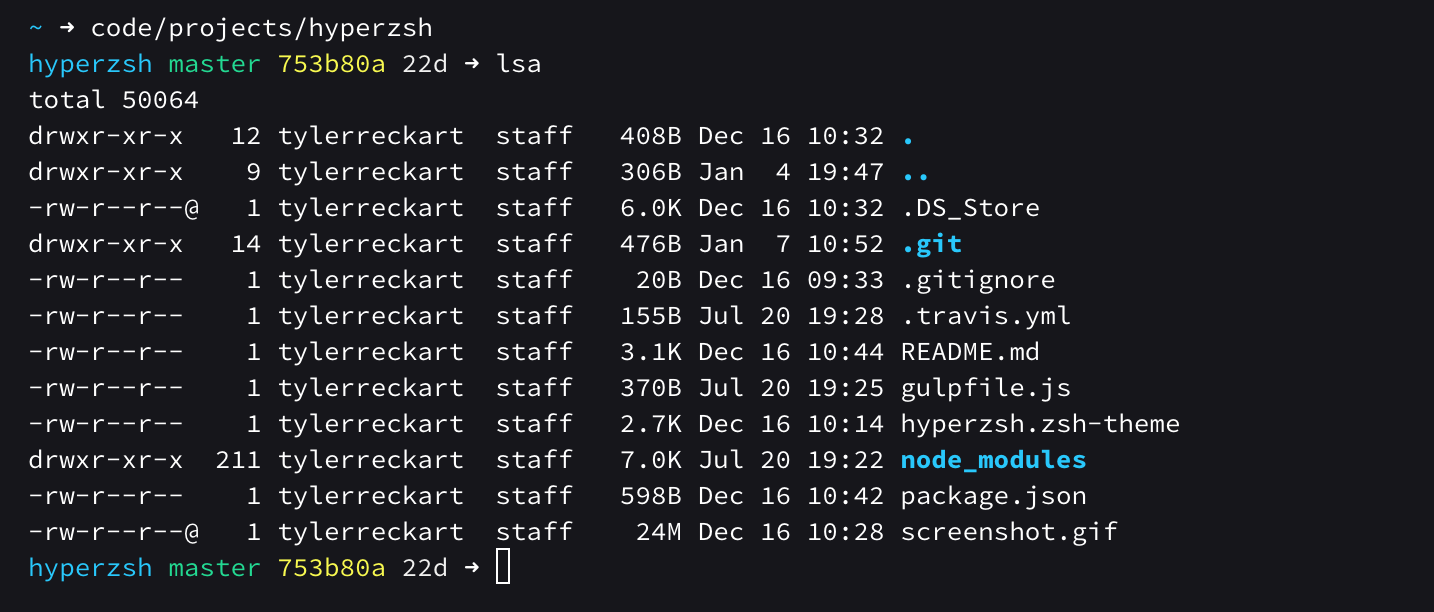 ~ ➜ code/projects/hyperzsh
hyperzsh master 753b80a 22d ➜ lsa
total 50064
drwxr-xr-x   12 tylerreckart  staff   408B Dec 16 10:32 .
drwxr-xr-x    9 tylerreckart  staff   306B Jan  4 19:47 ..
-rw-r--r--@   1 tylerreckart  staff   6.0K Dec 16 10:32 .DS_Store
drwxr-xr-x   14 tylerreckart  staff   476B Jan  7 10:52 .git
-rw-r--r--    1 tylerreckart  staff    20B Dec 16 09:33 .gitignore
-rw-r--r--    1 tylerreckart  staff   155B Jul 20 19:28 .travis.yml
-rw-r--r--    1 tylerreckart  staff   3.1K Dec 16 10:44 README.md
-rw-r--r--    1 tylerreckart  staff   370B Jul 20 19:25 gulpfile.js
-rw-r--r--    1 tylerreckart  staff   2.7K Dec 16 10:14 hyperzsh.zsh-theme
drwxr-xr-x  211 tylerreckart  staff   7.0K Jul 20 19:22 node_modules
-rw-r--r--    1 tylerreckart  staff   598B Dec 16 10:42 package.json
-rw-r--r--@   1 tylerreckart  staff    24M Dec 16 10:28 screenshot.gif
hyperzsh master 753b80a 22d ➜